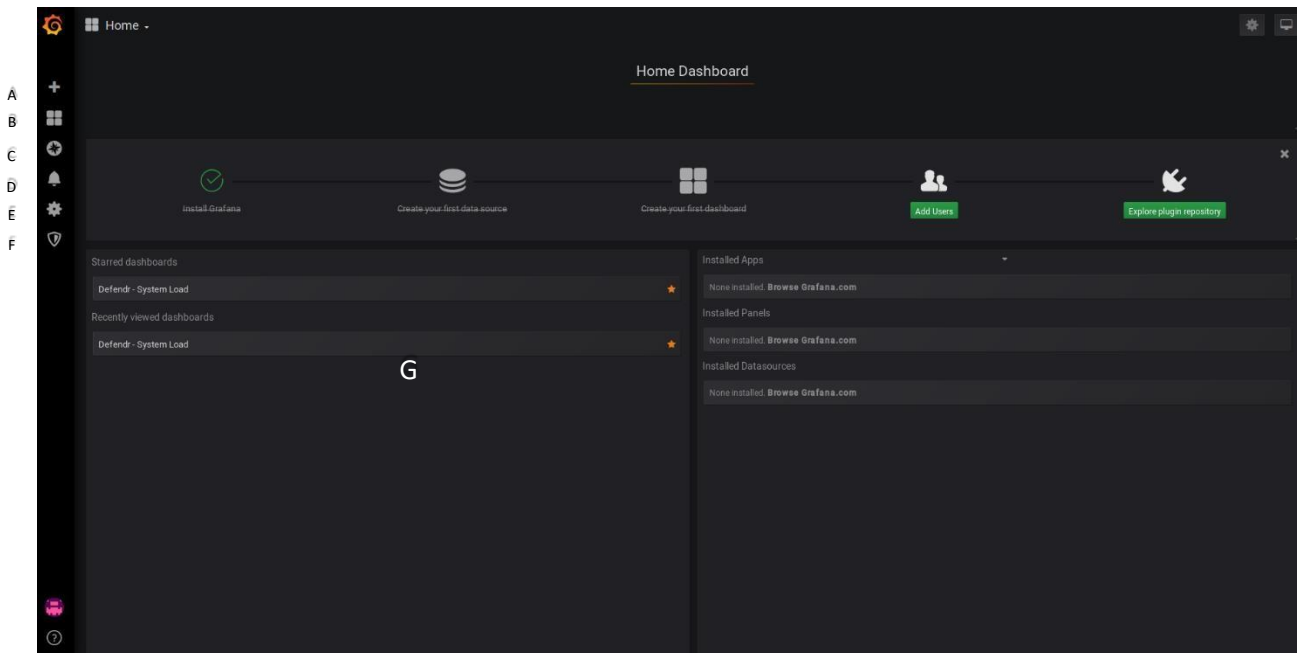 Home
Home Dashboard
A
B
C
D
E
F
Install Grafana
Create your first data source
Create your first dashboard
Add Users
Explore plugin repository
Starred dashboards
Defendr - System Load
Recently viewed dashboards
Defendr - System Load
G
Installed Apps
None installed. Browse Grafana.com
Installed Panels
None installed. Browse Grafana.com
Installed Datasources
None installed. Browse Grafana.com